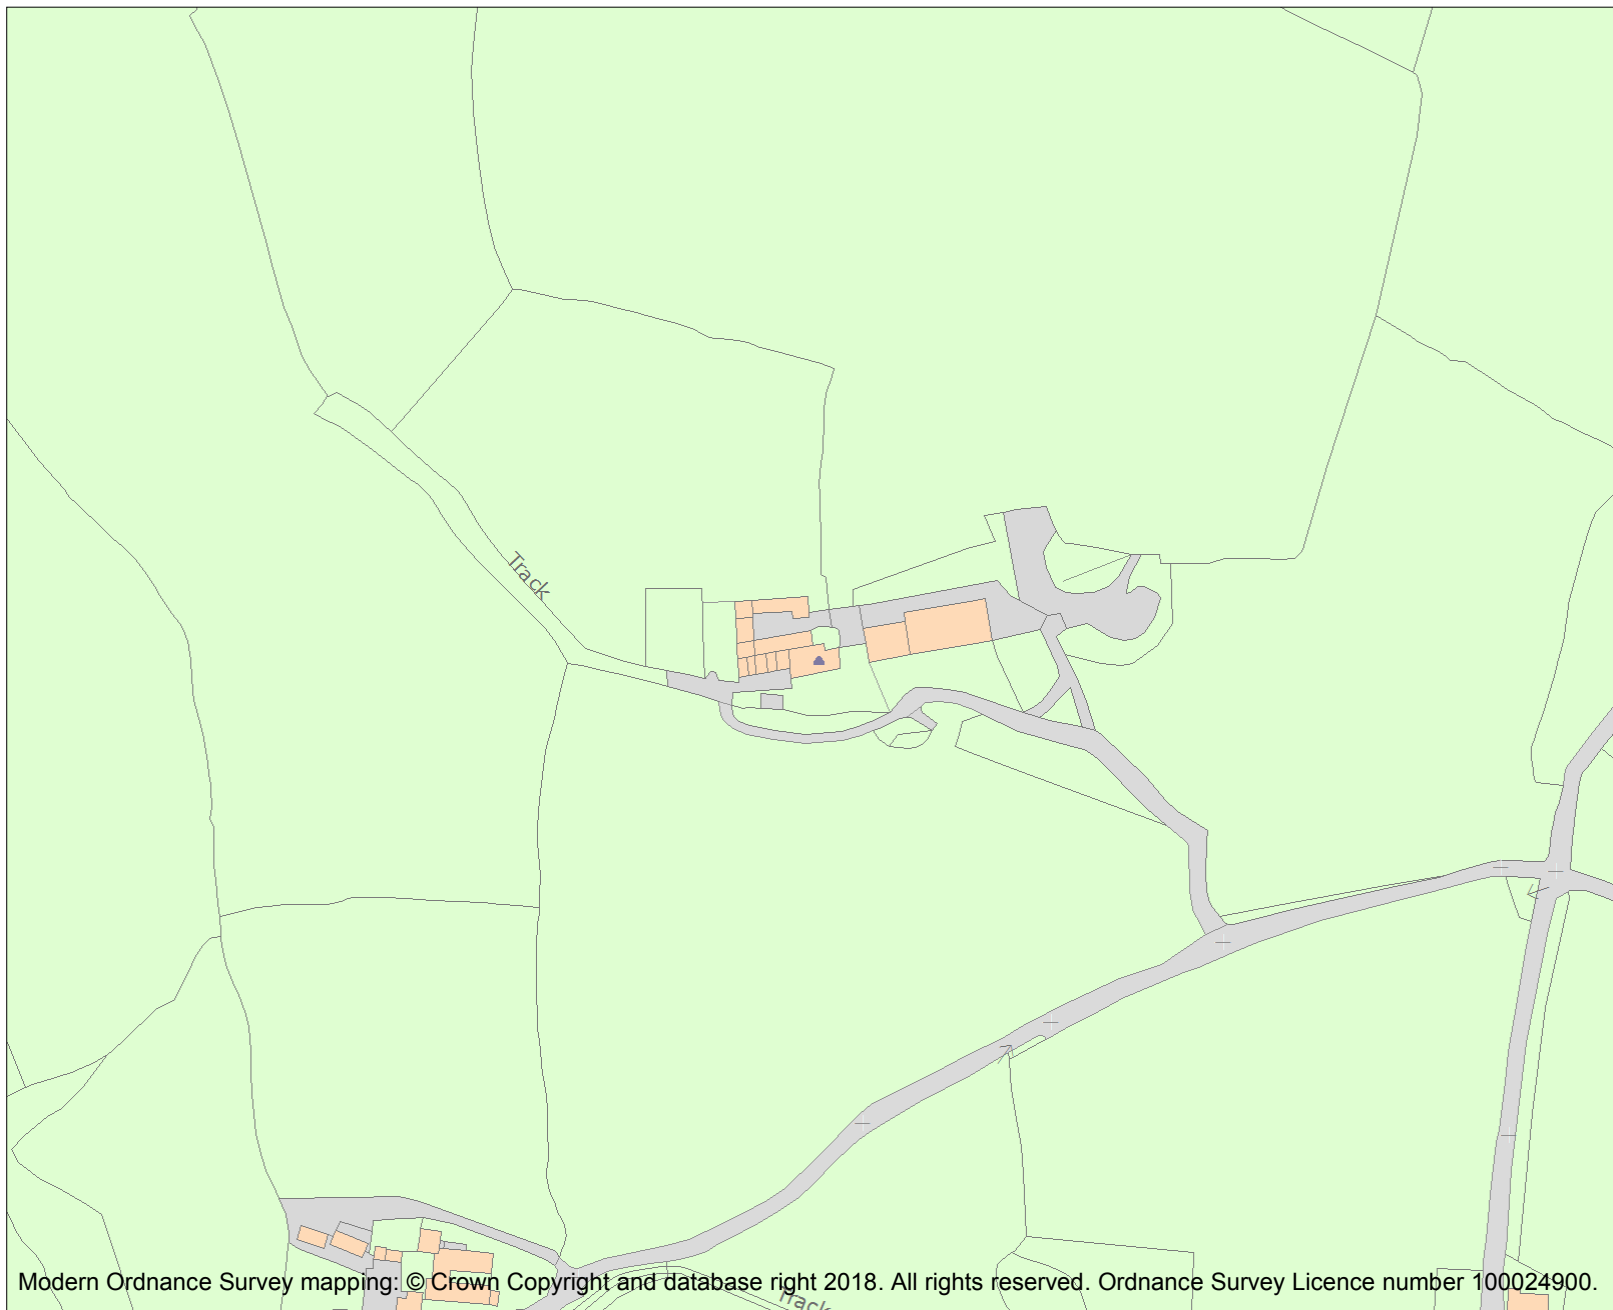 Track
Modern Ordnance Survey mapping: © Crown Copyright and database right 2018. All rights reserved. Ordnance Survey Licence number 100024900.
Track